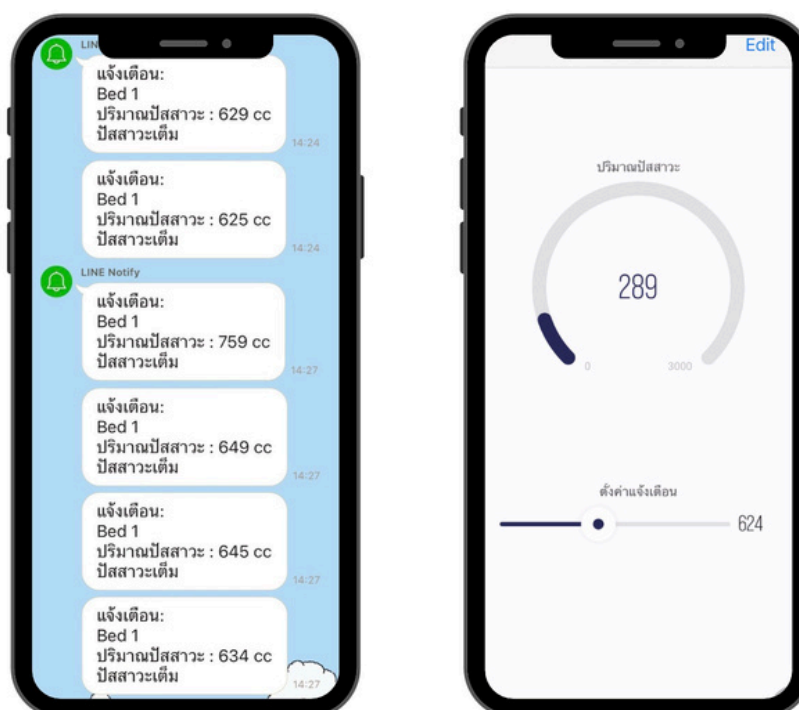 LIN
แจ้งเตือน:
Bed 1
ปริมาณปัสสาวะ : 629 cc
ปัสสาวะเต็ม
14:24
แจ้งเตือน:
Bed 1
ปริมาณปัสสาวะ : 625 cc
ปัสสาวะเต็ม
14:24
LINE Notify
แจ้งเตือน:
Bed 1
ปริมาณปัสสาวะ : 759 cc
ปัสสาวะเต็ม
14:27
แจ้งเตือน:
Bed 1
ปริมาณปัสสาวะ : 649 cc
ปัสสาวะเต็ม
14:27
แจ้งเตือน:
Bed 1
ปริมาณปัสสาวะ : 645 cc
ปัสสาวะเต็ม
14:27
แจ้งเตือน:
Bed 1
ปริมาณปัสสาวะ : 634 cc
ปัสสาวะเต็ม
14:27
Edit
ปริมาณปัสสาวะ
289
0 3000
ตั้งค่าแจ้งเตือน
624